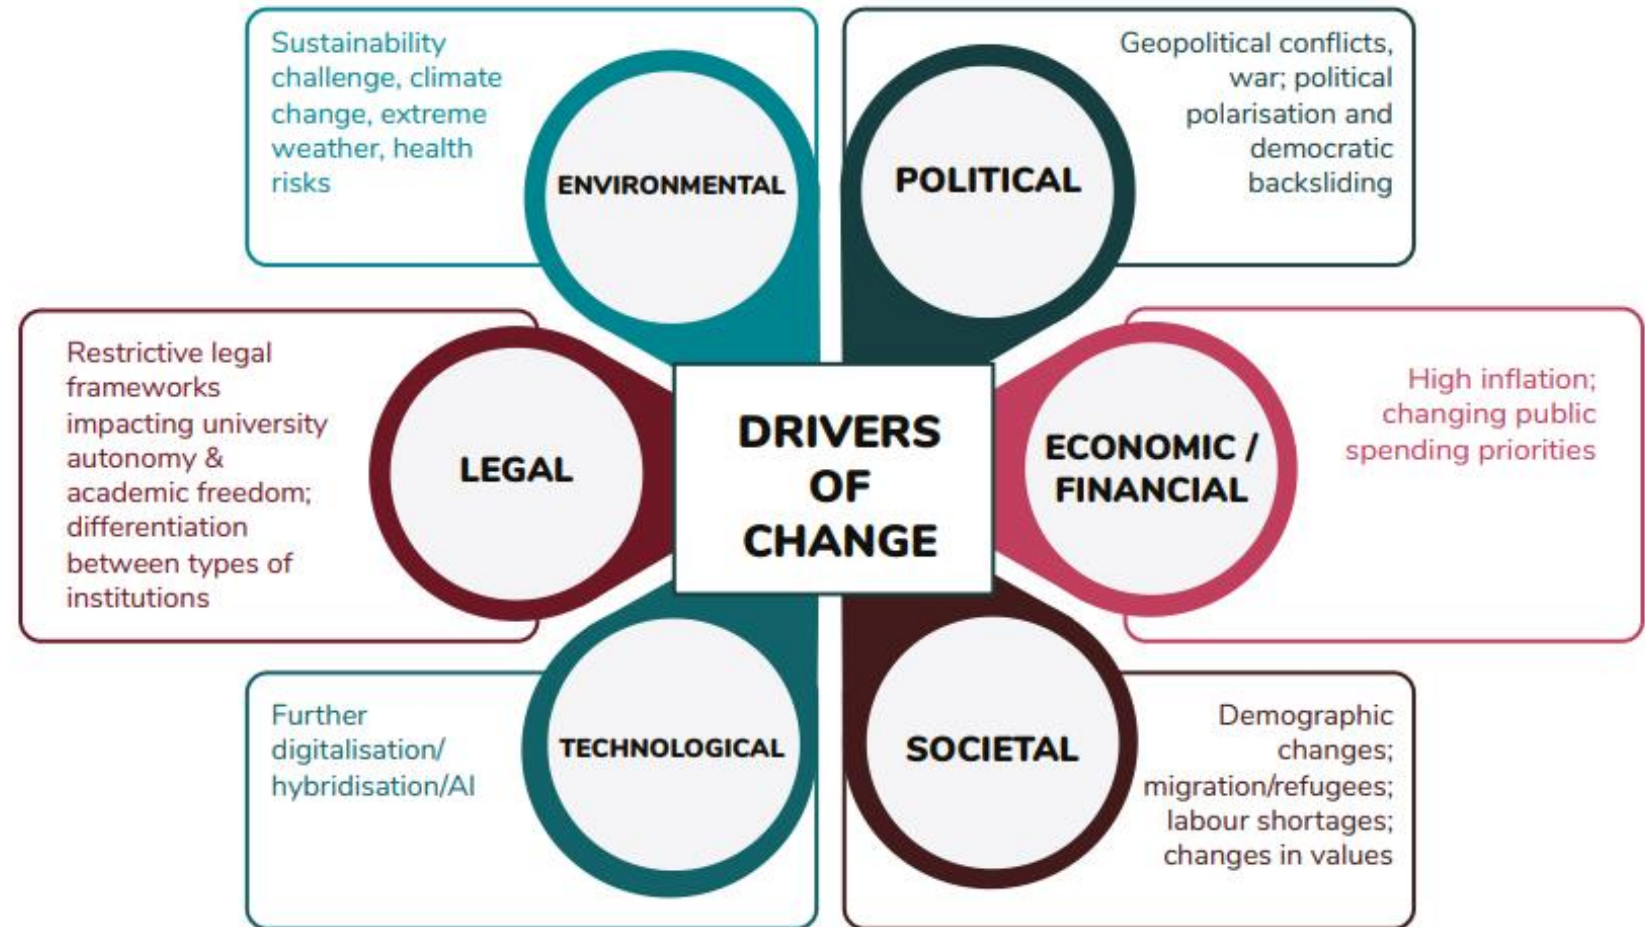 Sustainability
challenge, climate
change, extreme
weather, health
risks
ENVIRONMENTAL
POLITICAL
Geopolitical conflicts,
war; political
polarisation and
democratic
backsliding
Restrictive legal
frameworks
impacting university
autonomy &
academic freedom;
differentiation
between types of
institutions
LEGAL
DRIVERS
OF
CHANGE
ECONOMIC /
FINANCIAL
High inflation;
changing public
spending priorities
Further
digitalisation/
hybridisation/AI
TECHNOLOGICAL
SOCIETAL
Demographic
changes;
migration/refugees;
labour shortages;
changes in values